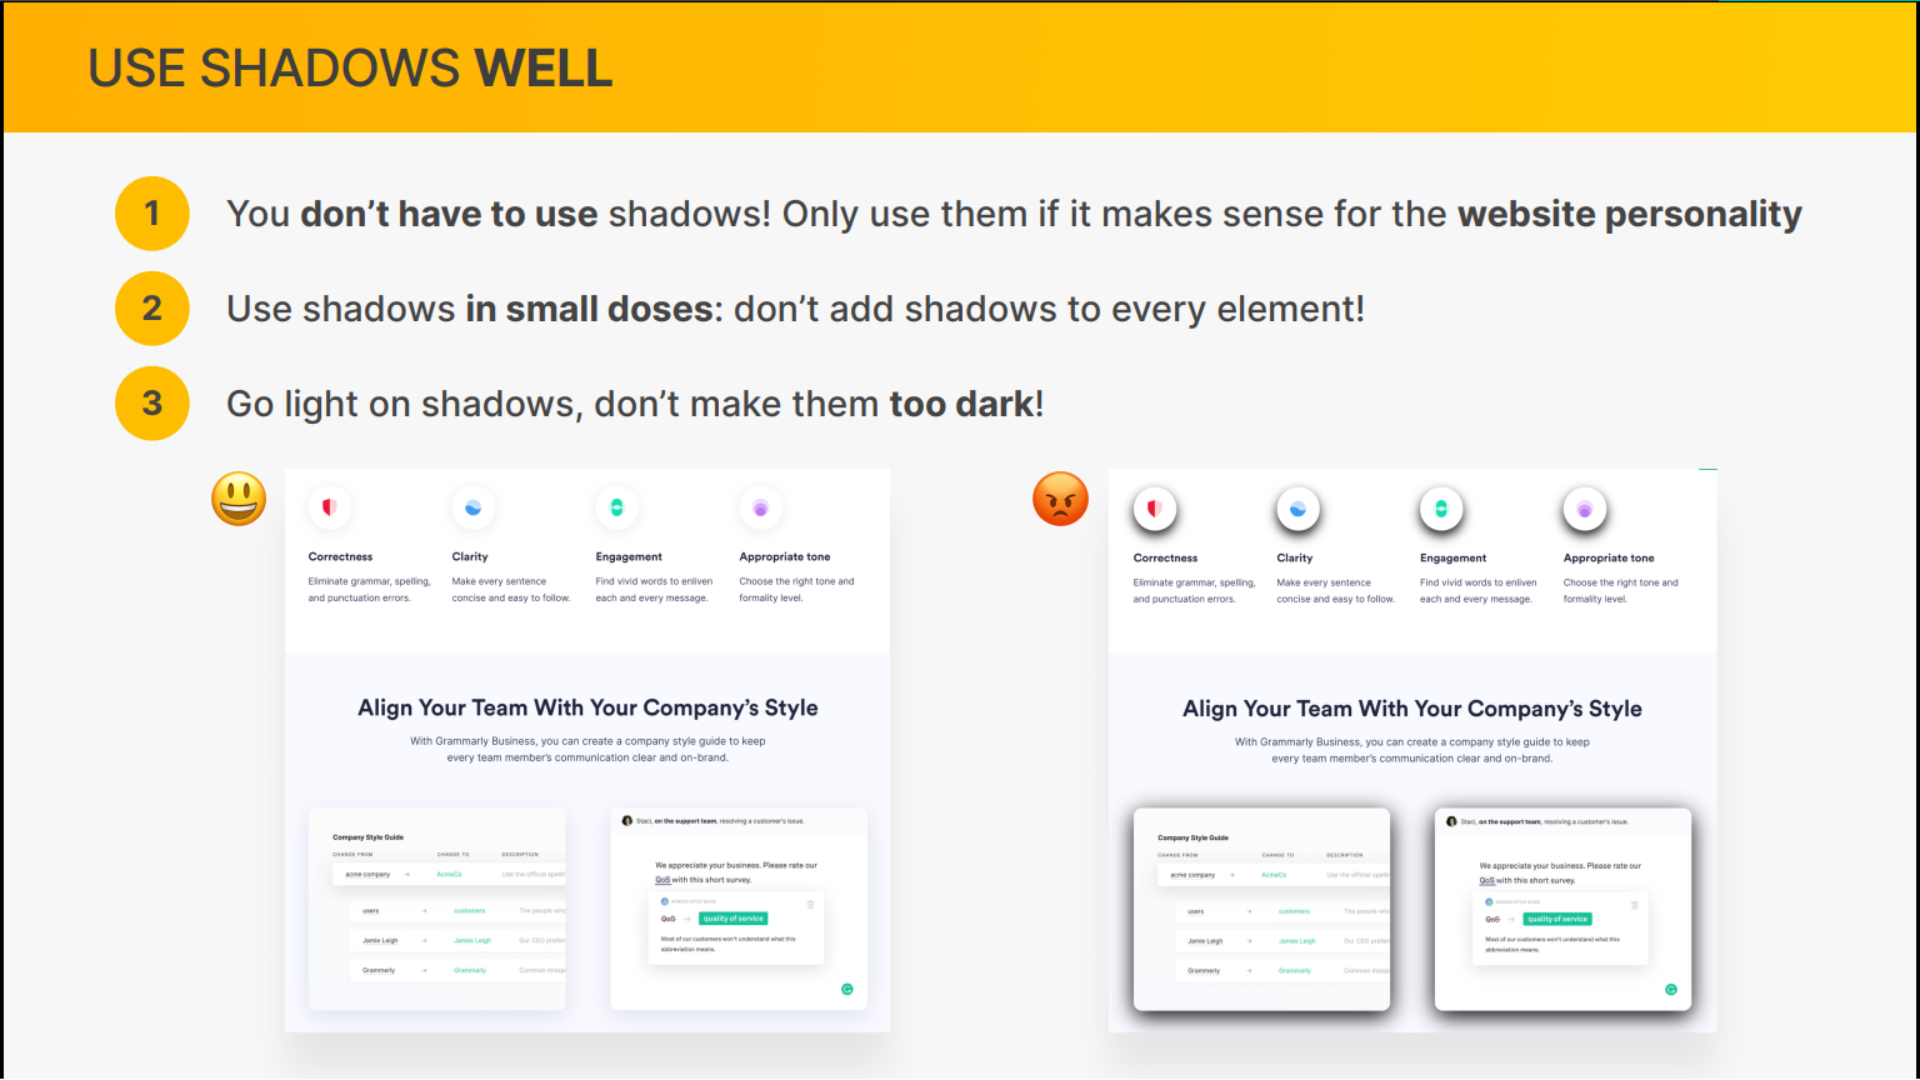 USE SHADOWS WELL
1 You don’t have to use shadows! Only use them if it makes sense for the website personality
2 Use shadows in small doses: don’t add shadows to every element!
3 Go light on shadows, don’t make them too dark!
Correctness Clarity Engagement Appropriate tone
Eliminate grammar, spelling, Make every sentence Find vivid words to enliven Choose the right tone and
and punctuation errors. concise and easy to follow. each and every message. formality level.
Align Your Team With Your Company’s Style
With Grammarly Business, you can create a company style guide to keep
every team member’s communication clear and on-brand.
Company Style Guide
CHANGE FROM CHANGE TO DESCRIPTION
acme company → AcmeCo Use the official
users → customers The people who
Jamie Leigh → James Leigh Our CEO
Grammerly → Grammarly Common
Staci, on the support team, resolving a customer’s issue.
We appreciate your business. Please rate our
QoS with this short survey.
ACMECO STYLE GUIDE
QoS → quality of service
Most of our customers won’t understand what this
abbreviation means.
Correctness Clarity Engagement Appropriate tone
Eliminate grammar, spelling, Make every sentence Find vivid words to enliven Choose the right tone and
and punctuation errors. concise and easy to follow. each and every message. formality level.
Align Your Team With Your Company’s Style
With Grammarly Business, you can create a company style guide to keep
every team member’s communication clear and on-brand.
Company Style Guide
CHANGE FROM CHANGE TO DESCRIPTION
acme company → AcmeCo Use the official
users → customers The people who
Jamie Leigh → James Leigh Our CEO
Grammerly → Grammarly Common
Staci, on the support team, resolving a customer’s issue.
We appreciate your business. Please rate our
QoS with this short survey.
ACMECO STYLE GUIDE
QoS → quality of service
Most of our customers won’t understand what this
abbreviation means.